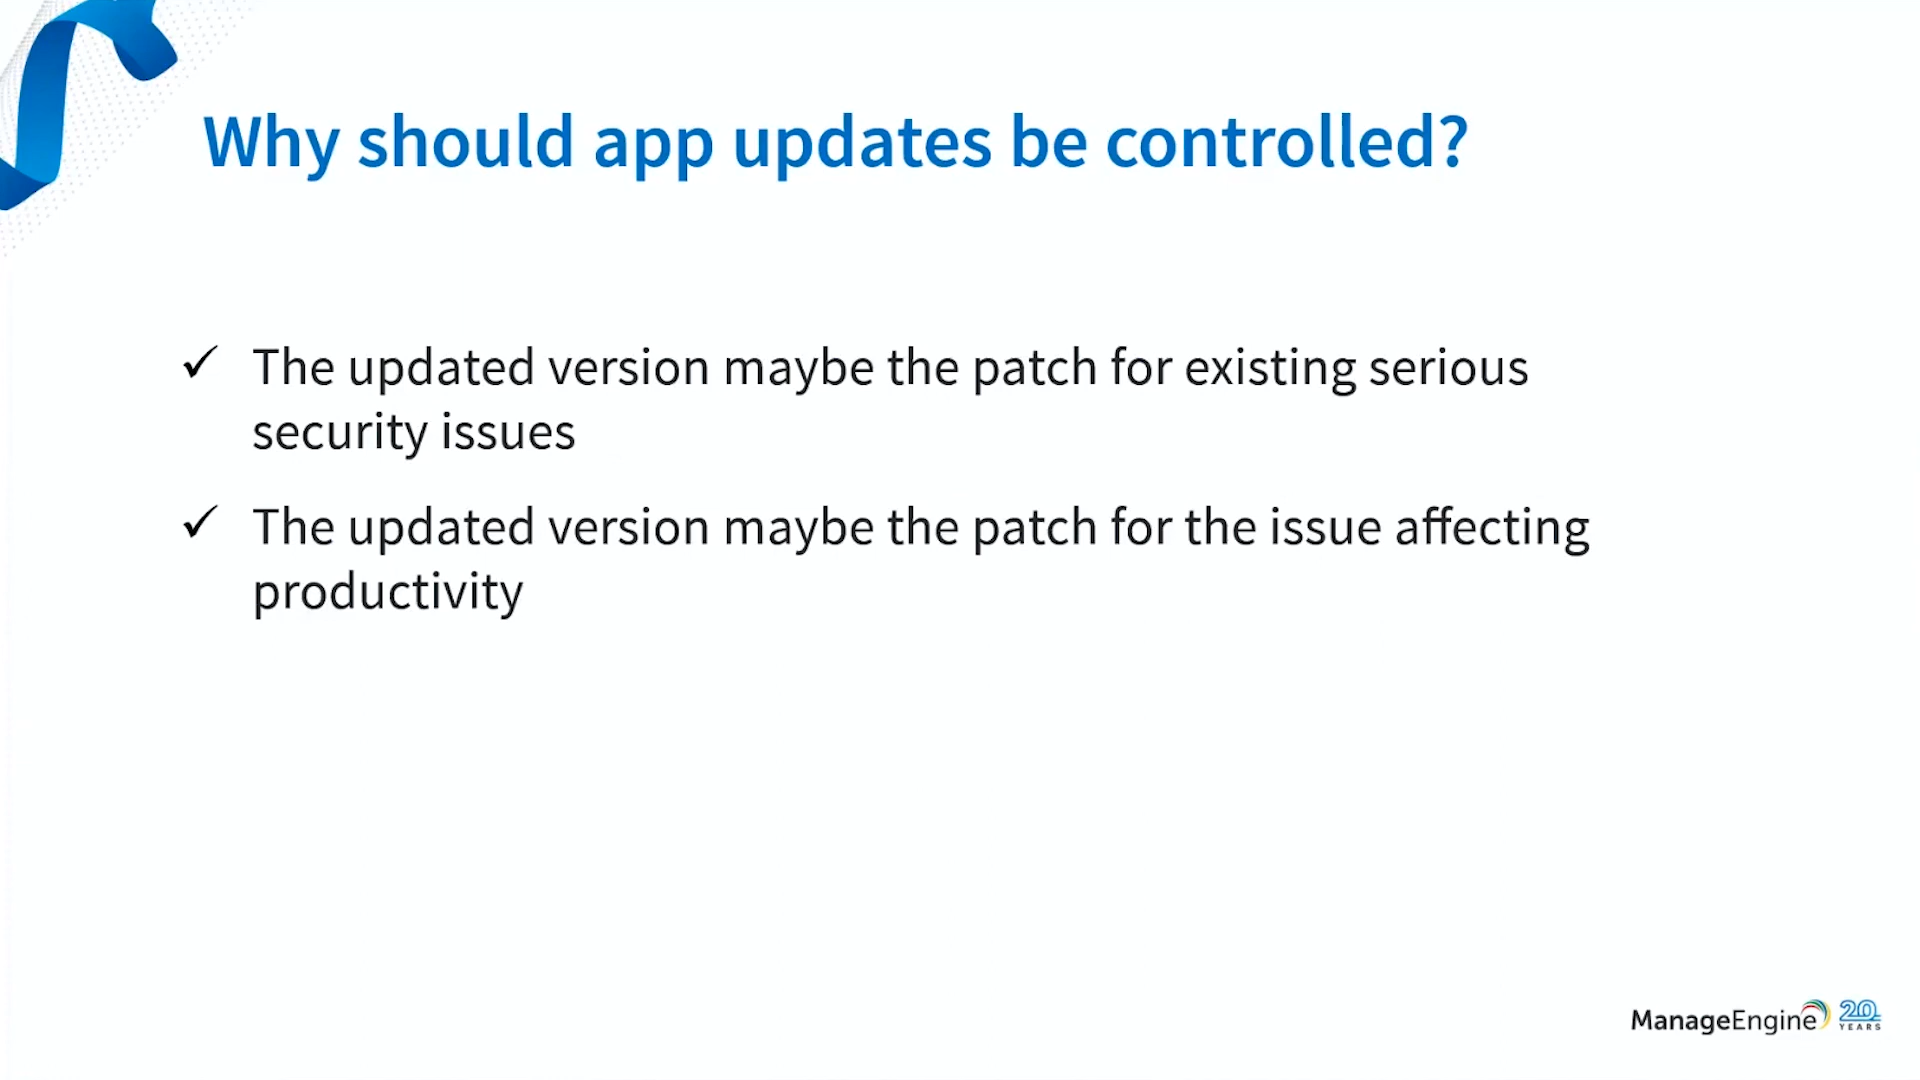 Why should app updates be controlled?
✓ The updated version maybe the patch for existing serious
security issues
✓ The updated version maybe the patch for the issue affecting
productivity
ManageEngine 20
YEARS